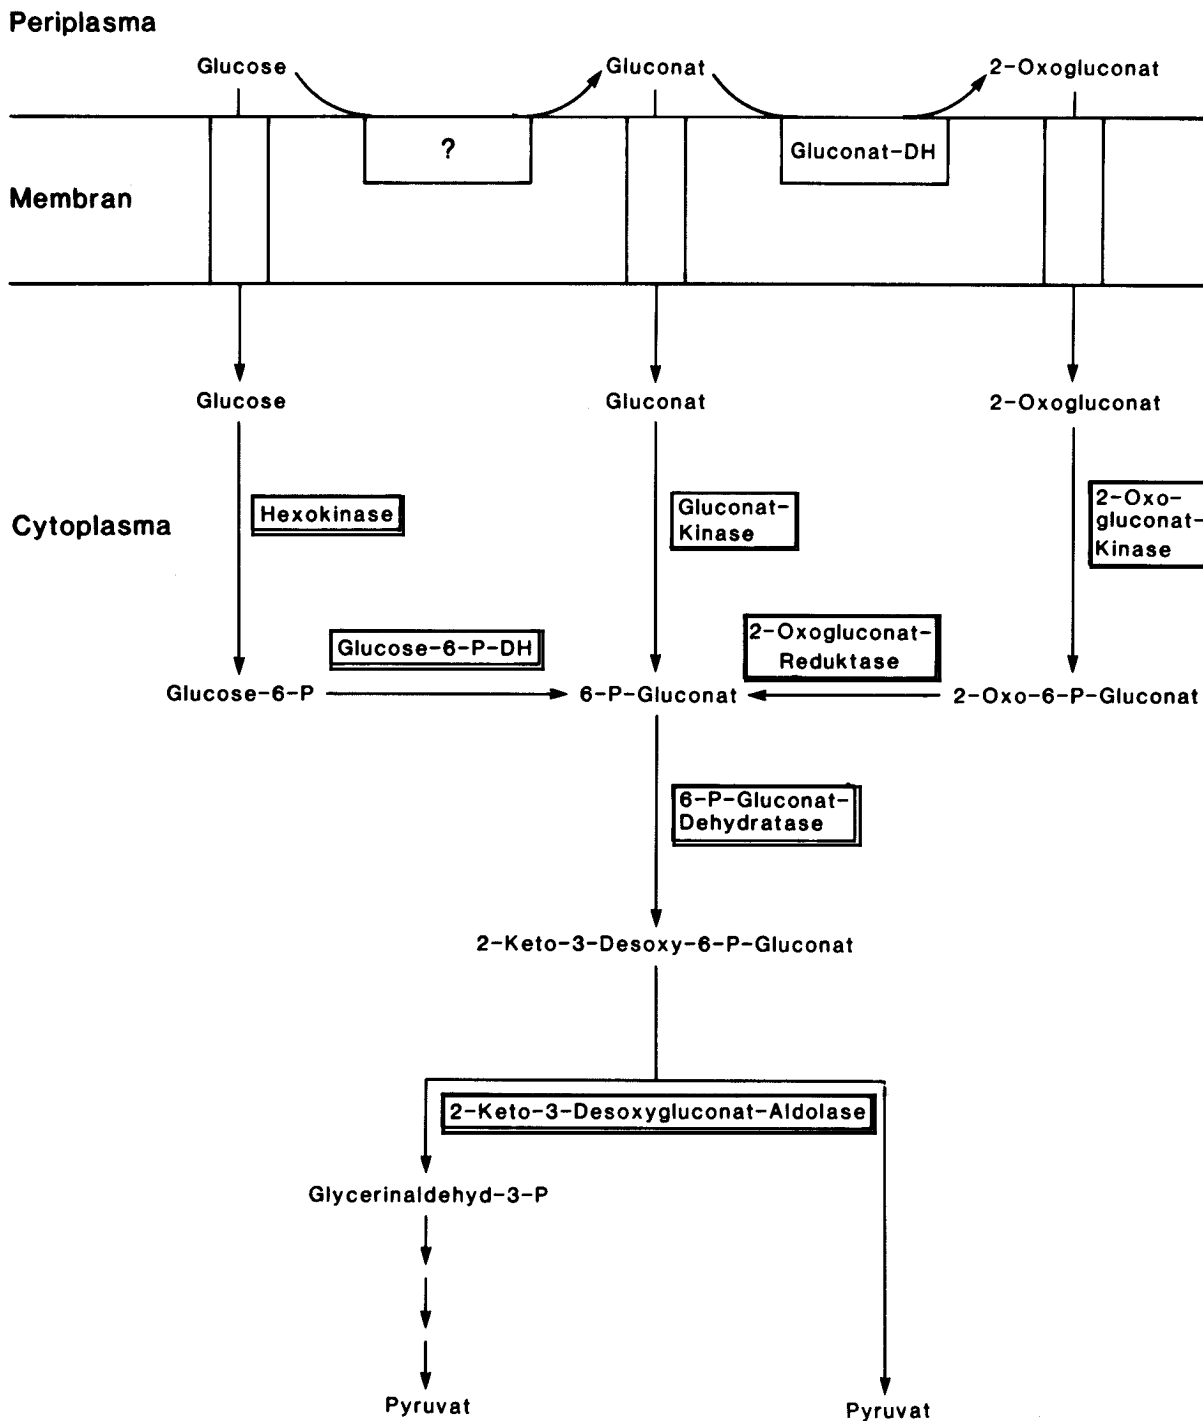 Periplasma
Glucose
Gluconat
2-Oxogluconat
?
Gluconat-DH
Membran
Glucose
Gluconat
2-Oxogluconat
Cytoplasma
Hexokinase
Gluconat-
Kinase
2-Oxo-
gluconat-
Kinase
Glucose-6-P-DH
2-Oxogluconat-
Reduktase
Glucose-6-P
6-P-Gluconat
2-Oxo-6-P-Gluconat
6-P-Gluconat-
Dehydratase
2-Keto-3-Desoxy-6-P-Gluconat
2-Keto-3-Desoxygluconat-Aldolase
Glycerinaldehyd-3-P
Pyruvat
Pyruvat